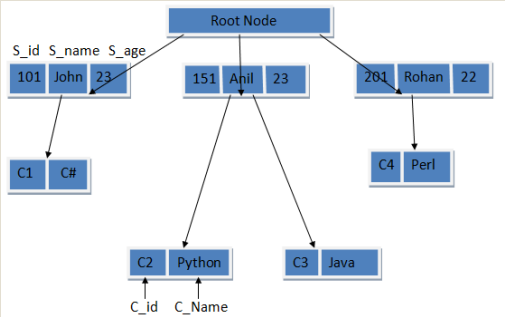 Root Node
S_id S_name S_age
101 John 23
151 Anil 23
201 Rohan 22
C1 C#
C4 Perl
C2 Python
C3 Java
C_id C_Name